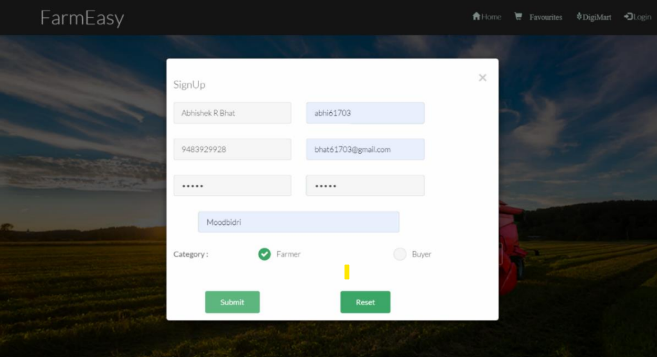 FarmEasy
Home Favourites DigiMart Login
SignUp
Abhishek R Bhat abhi61703
9483929928 bhat61703@gmail.com
••••• •••••
Moodbidri
Category : Farmer Buyer
Submit Reset